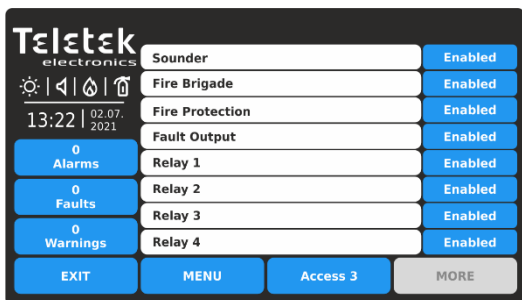 Teletek
electronics
13:22 02.07.
2021
0
Alarms
0
Faults
0
Warnings
Sounder Enabled
Fire Brigade Enabled
Fire Protection Enabled
Fault Output Enabled
Relay 1 Enabled
Relay 2 Enabled
Relay 3 Enabled
Relay 4 Enabled
EXIT MENU Access 3 MORE